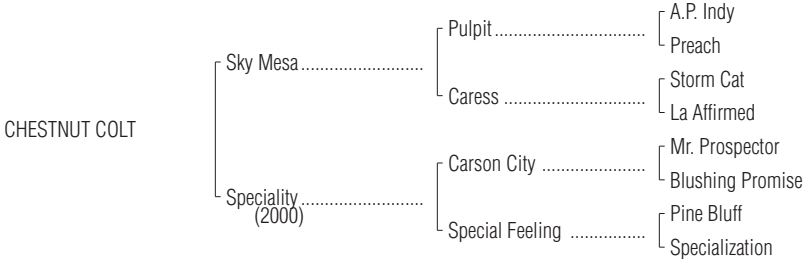 A.P. Indy
Pulpit..............................
Preach
Sky Mesa........................
Storm Cat
Caress ............................
La Affirmed
CHESTNUT COLT
Mr. Prospector
Carson City .....................
Blushing Promise
Speciality........................
(2000)
Pine Bluff
Special Feeling ...............
Specialization